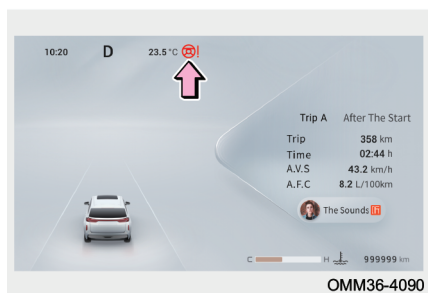 10:20 D 23.5 °C !
Trip A After The Start
Trip 358 km
Time 02:44 h
A.V.S 43.2 km/h
A.F.C 8.2 L/100km
The Sounds
C H 999999 km
OMM36-4090